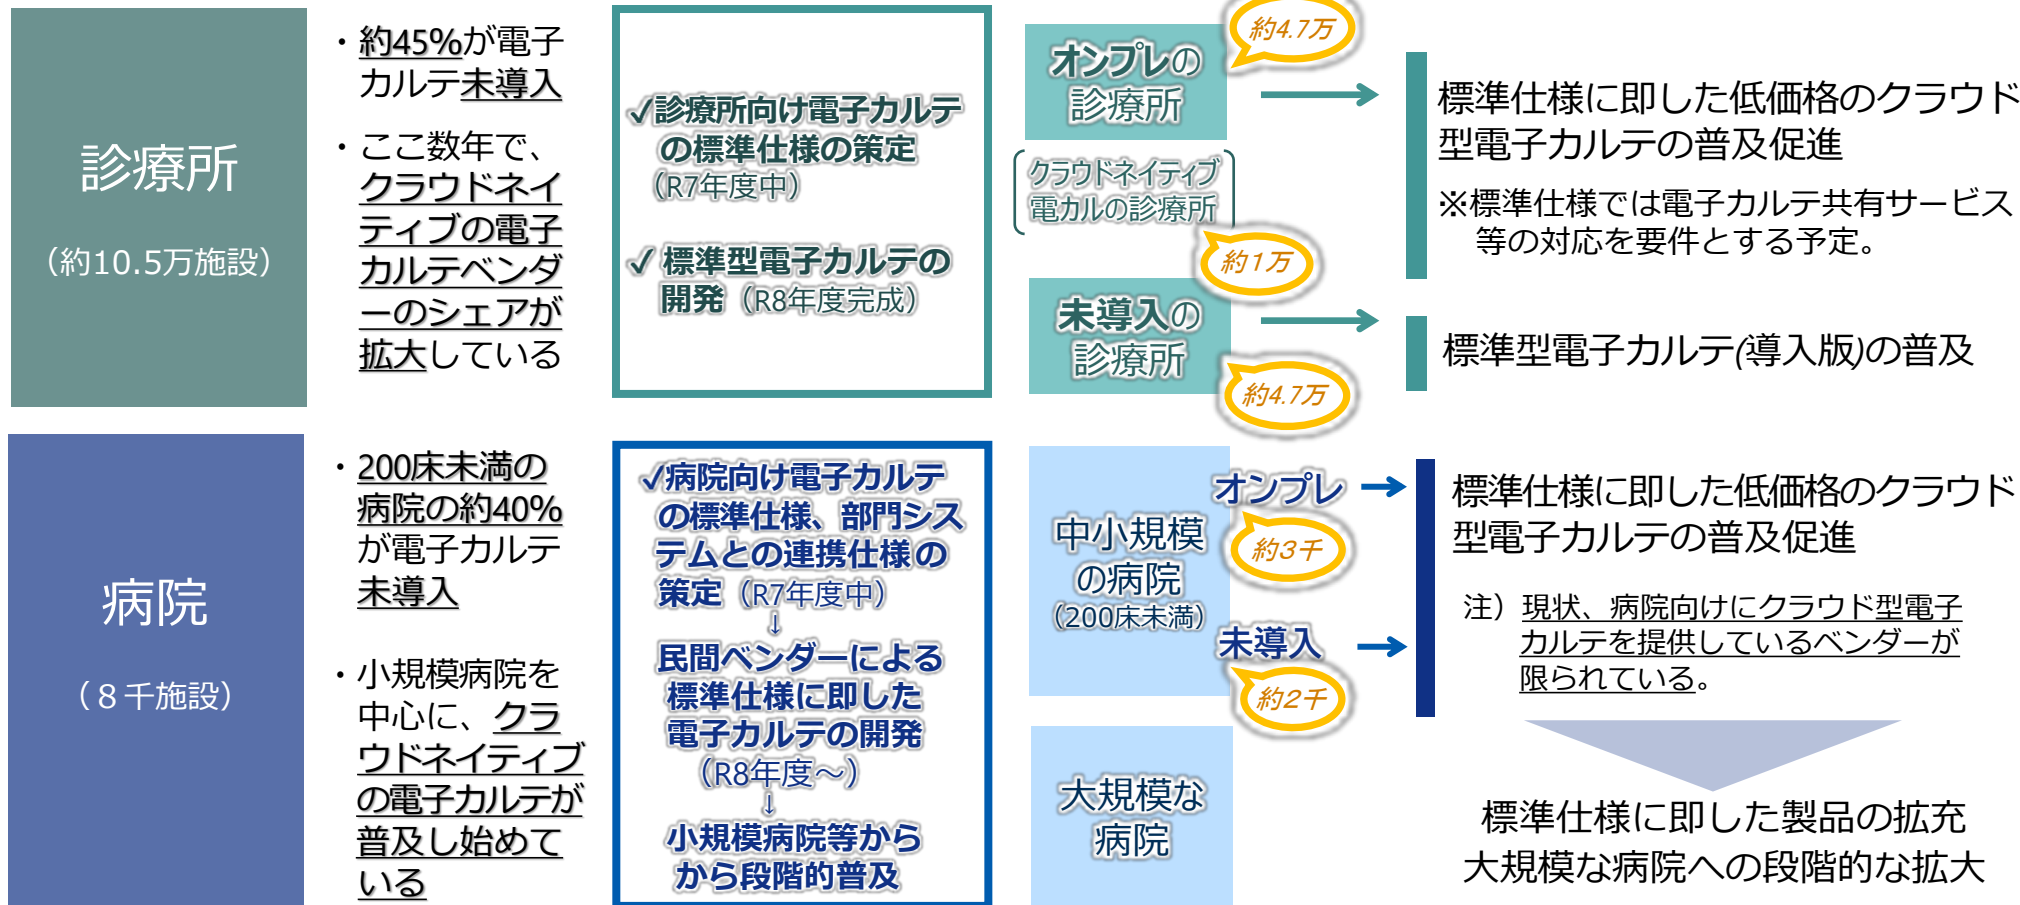 診療所
（約10.5万施設）
・約45%が電子
カルテ未導入
・ここ数年で、
クラウドネイ
ティブの電子
カルテベンダ
ーのシェアが
拡大している
✓診療所向け電子カルテ
の標準仕様の策定
（R7年度中）
✓標準型電子カルテの
開発（R8年度完成）
オンプレの
診療所
約4.7万
クラウドネイティブ
電カルの診療所
約１万
未導入の
診療所
約4.7万
標準仕様に即した低価格のクラウド
型電子カルテの普及促進
※標準仕様では電子カルテ共有サービス
等の対応を要件とする予定。
標準型電子カルテ(導入版)の普及
病院
（８千施設）
・200床未満の
病院の約40%
が電子カルテ
未導入
・小規模病院を
中心に、クラ
ウドネイティブ
の電子カルテが
普及し始めて
いる
✓病院向け電子カルテ
の標準仕様、部門シス
テムとの連携仕様の
策定（R7年度中）
↓
民間ベンダーによる
標準仕様に即した
電子カルテの開発
（R8年度～）
↓
小規模病院等から
から段階的普及
中小規模
の病院
（200床未満）
オンプレ
約３千
未導入
約２千
大規模な
病院
標準仕様に即した低価格のクラウド
型電子カルテの普及促進
注）現状、病院向けにクラウド型電子
カルテを提供しているベンダーが
限られている。
標準仕様に即した製品の拡充
大規模な病院への段階的な拡大